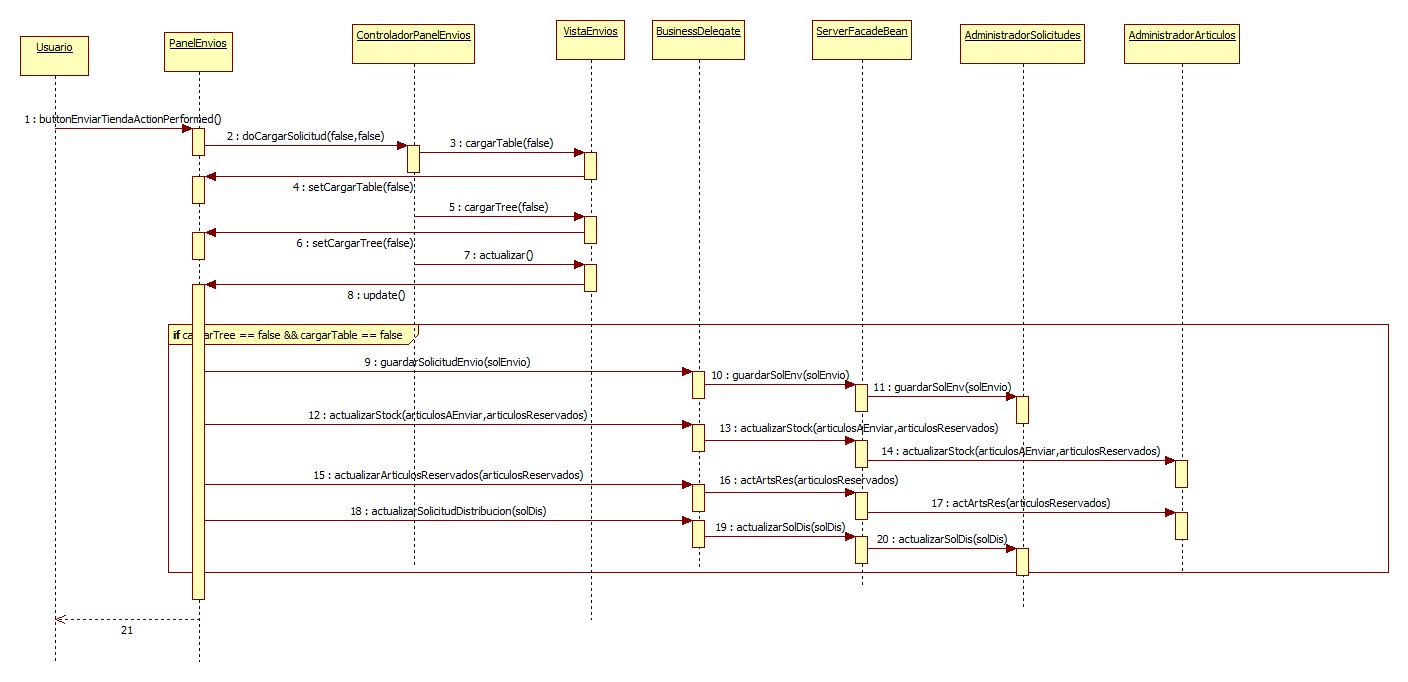 Usuario
PanelEnvios
ControladorPanelEnvios
VistaEnvios
BusinessDelegate
ServerFacadeBean
AdministradorSolicitudes
AdministradorArticulos
1 : buttonEnviarTiendaActionPerformed()
2 : doCargarSolicitud(false,false)
3 : cargarTable(false)
4 : setCargarTable(false)
5 : cargarTree(false)
6 : setCargarTree(false)
7 : actualizar()
8 : update()
if cargarTree == false && cargarTable == false
9 : guardarSolicitudEnvio(solEnvio)
10 : guardarSolEnv(solEnvio)
11 : guardarSolEnv(solEnvio)
12 : actualizarStock(articulosAEnviar,articulosReservados)
13 : actualizarStock(articulosAEnviar,articulosReservados)
14 : actualizarStock(articulosAEnviar,articulosReservados)
15 : actualizarArticulosReservados(articulosReservados)
16 : actArtsRes(articulosReservados)
17 : actArtsRes(articulosReservados)
18 : actualizarSolicitudDistribucion(solDis)
19 : actualizarSolDis(solDis)
20 : actualizarSolDis(solDis)
21